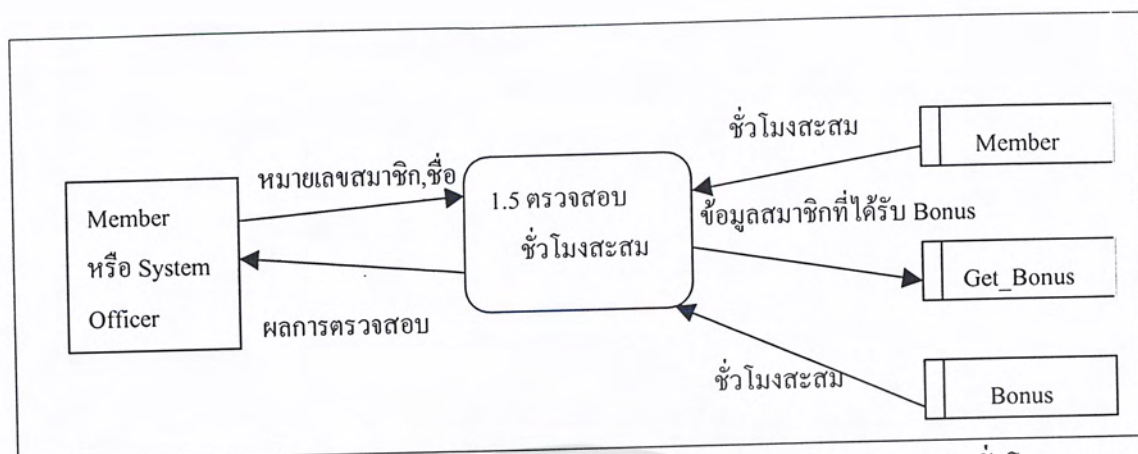 ชั่วโมงสะสม
Member
หมายเลขสมาชิก,ชื่อ
Member
หรือ System
Officer
1.5 ตรวจสอบ
ชั่วโมงสะสม
ข้อมูลสมาชิกที่ได้รับ Bonus
Get_Bonus
ผลการตรวจสอบ
ชั่วโมงสะสม
Bonus